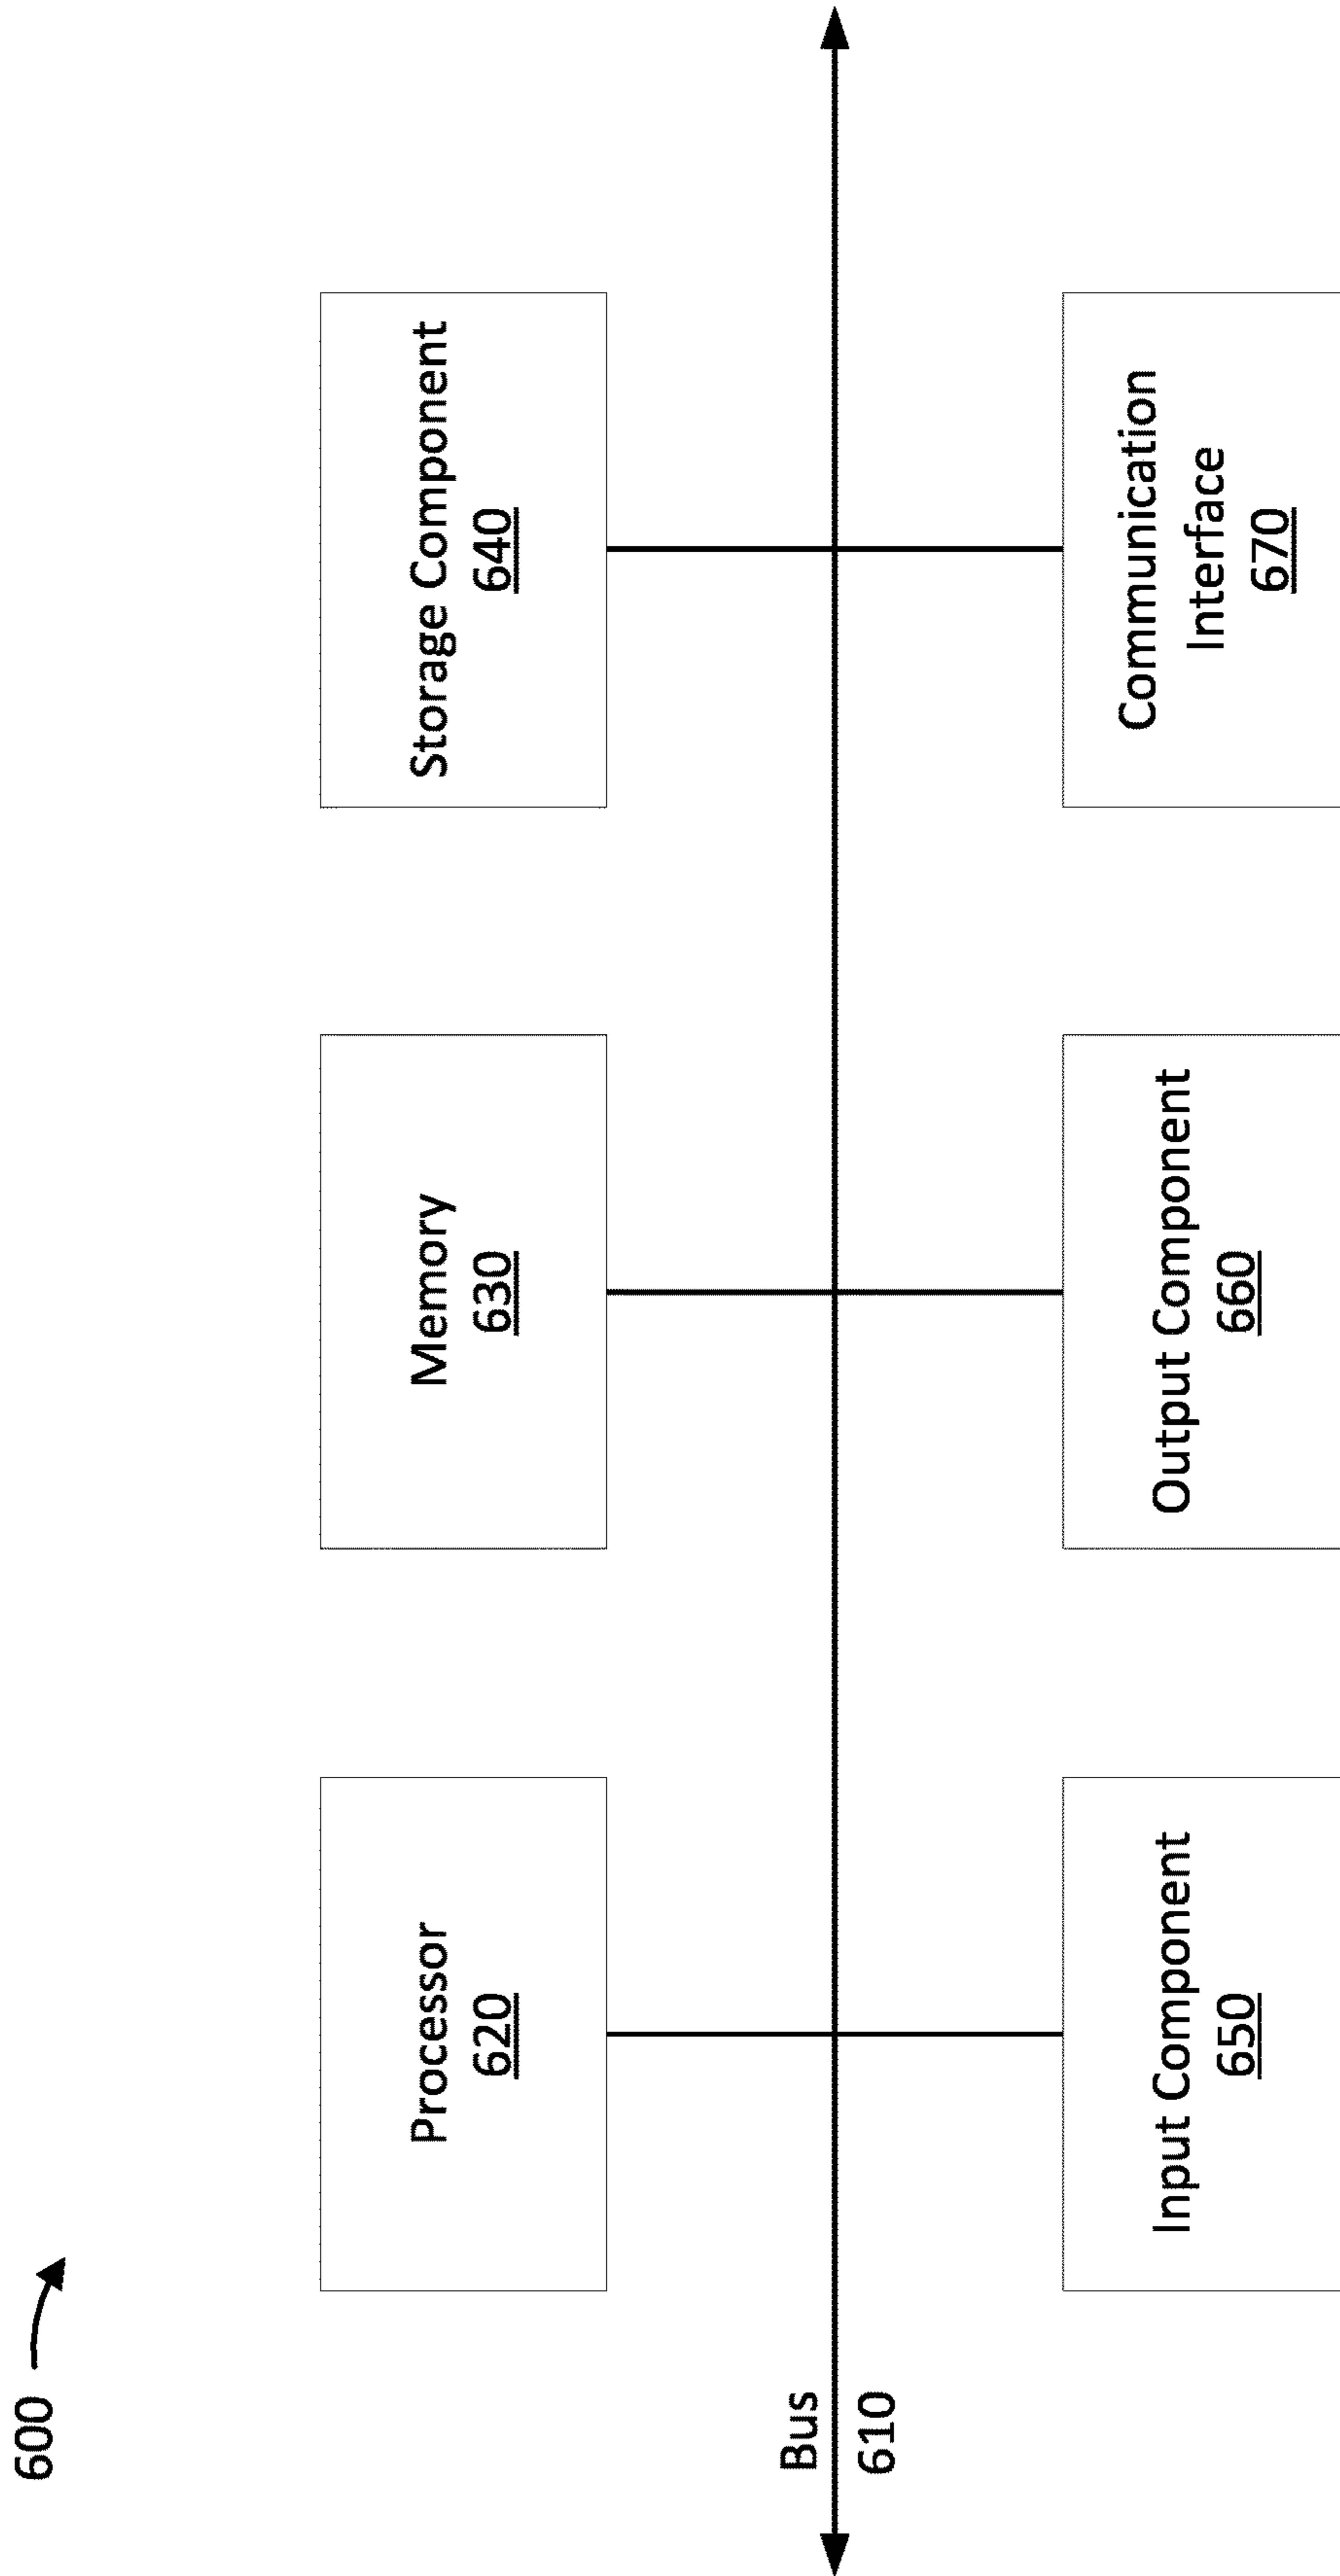 600
Processor
620
Memory
630
Storage Component
640
Bus
610
Input Component
650
Output Component
660
Communication
Interface
670